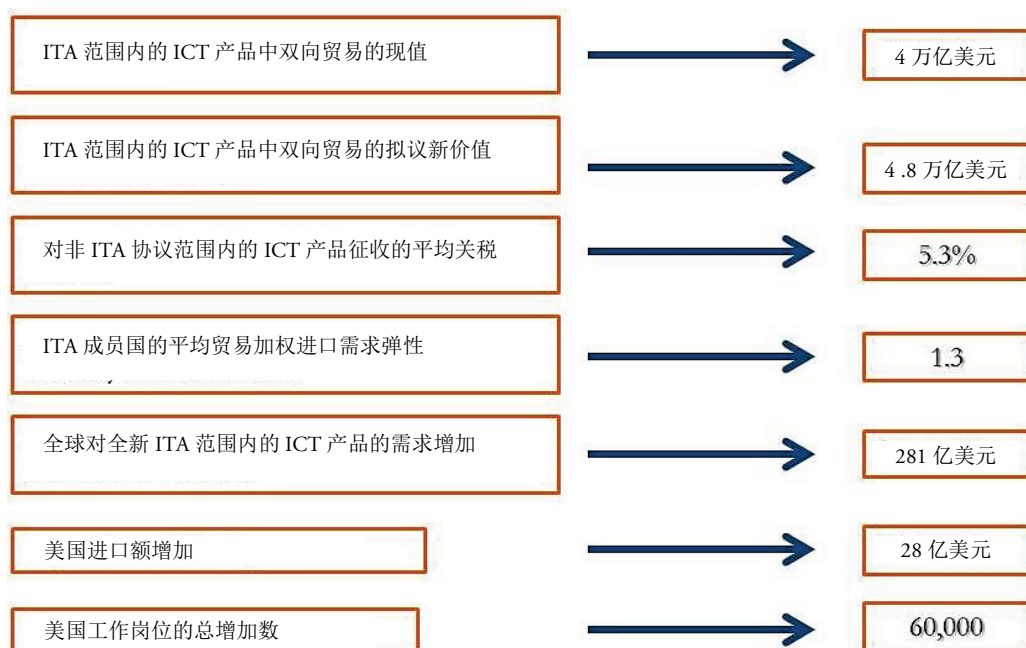 ITA 范围内的 ICT 产品中双向贸易的现值
4 万亿美元
ITA 范围内的 ICT 产品中双向贸易的拟议新价值
4 .8 万亿美元
对非 ITA 协议范围内的 ICT 产品征收的平均关税
5.3%
ITA 成员国的平均贸易加权进口需求弹性
1.3
全球对全新 ITA 范围内的 ICT 产品的需求增加
281 亿美元
美国进口额增加
28 亿美元
美国工作岗位的总增加数
60,000